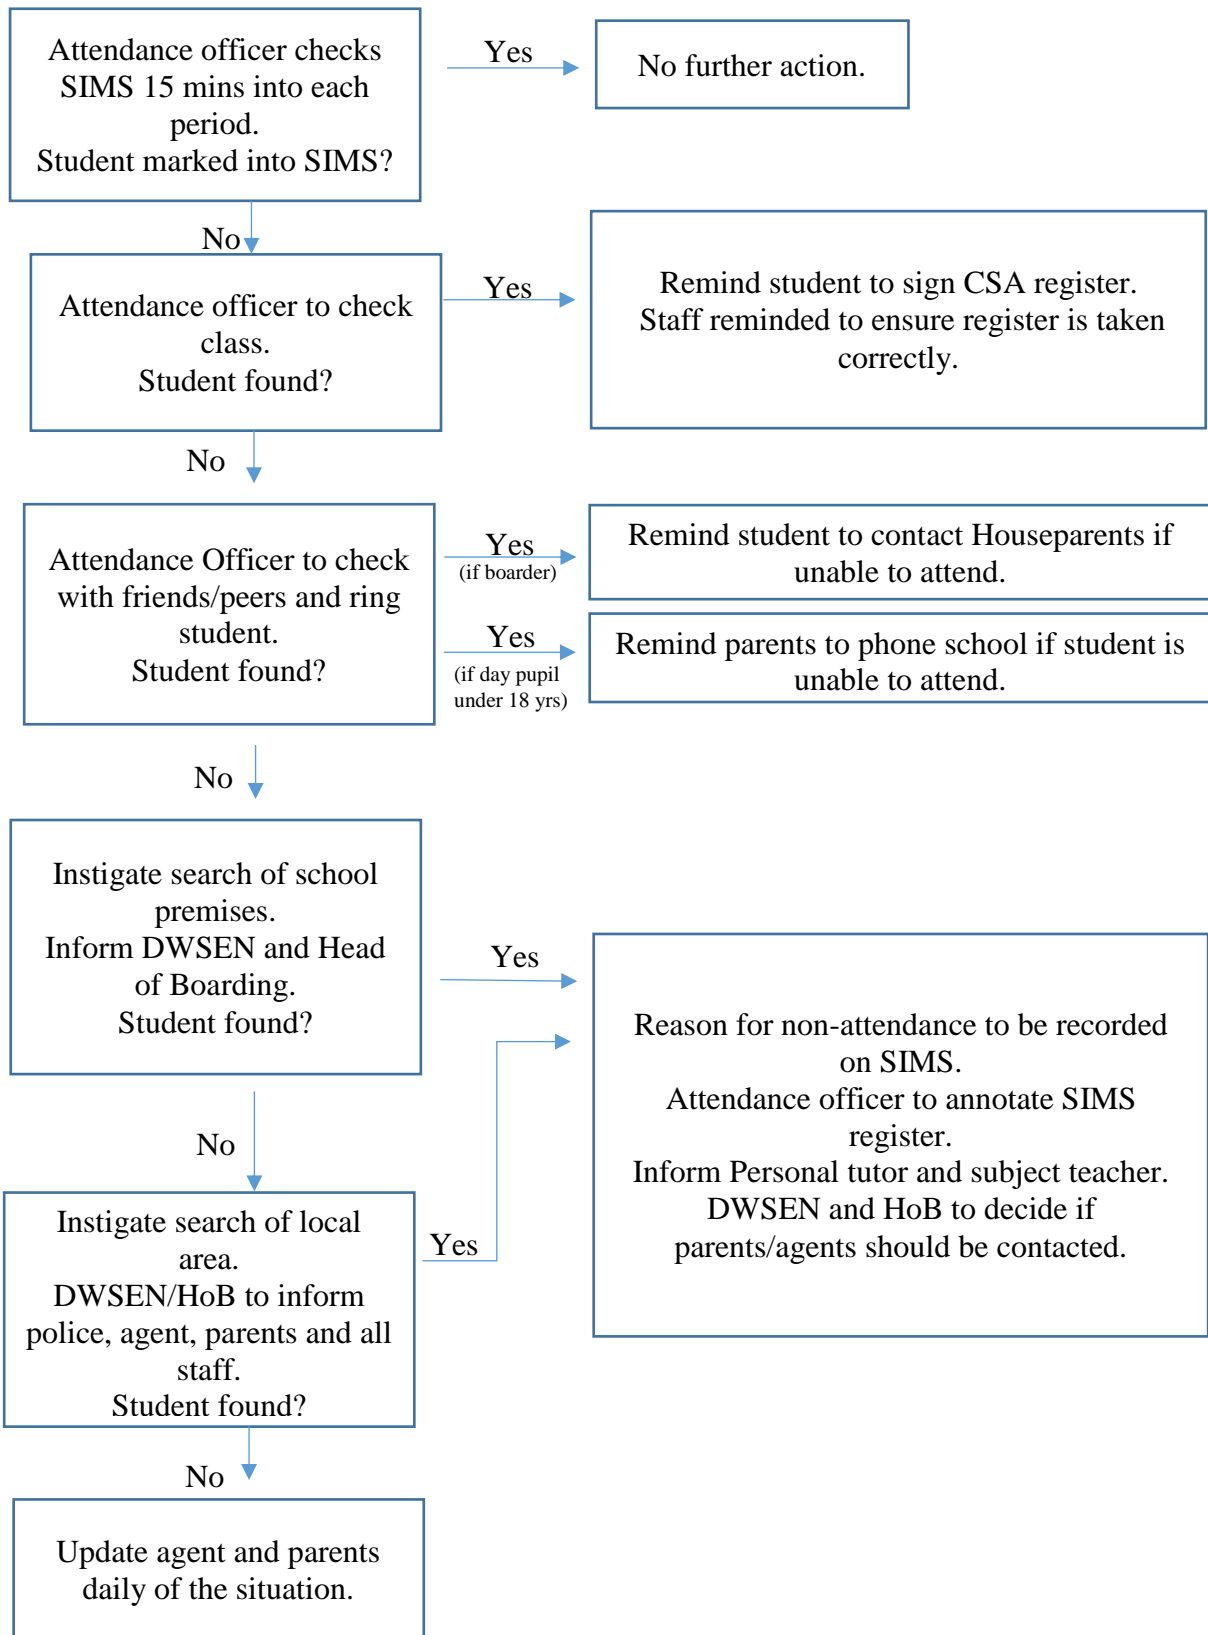 Attendance officer checks
SIMS 15 mins into each
period.
Student marked into SIMS?
Yes
No further action.
No
Attendance officer to check
class.
Student found?
Yes
Remind student to sign CSA register.
Staff reminded to ensure register is taken
correctly.
No
Attendance Officer to check
with friends/peers and ring
student.
Student found?
Yes
(if boarder)
Remind student to contact Houseparents if
unable to attend.
Yes
(if day pupil
under 18 yrs)
Remind parents to phone school if student is
unable to attend.
No
Instigate search of school
premises.
Inform DWSEN and Head
of Boarding.
Student found?
Yes
Reason for non-attendance to be recorded
on SIMS.
Attendance officer to annotate SIMS
register.
Inform Personal tutor and subject teacher.
DWSEN and HoB to decide if
parents/agents should be contacted.
No
Instigate search of local
area.
DWSEN/HoB to inform
police, agent, parents and all
staff.
Student found?
Yes
No
Update agent and parents
daily of the situation.